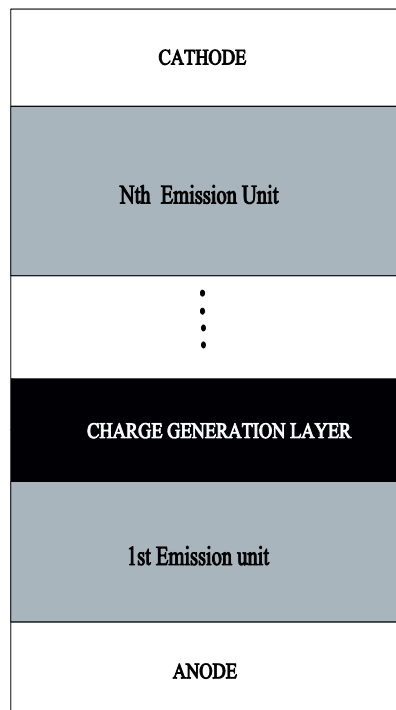 CATHODE
Nth Emission Unit
CHARGE GENERATION LAYER
1st Emission unit
ANODE